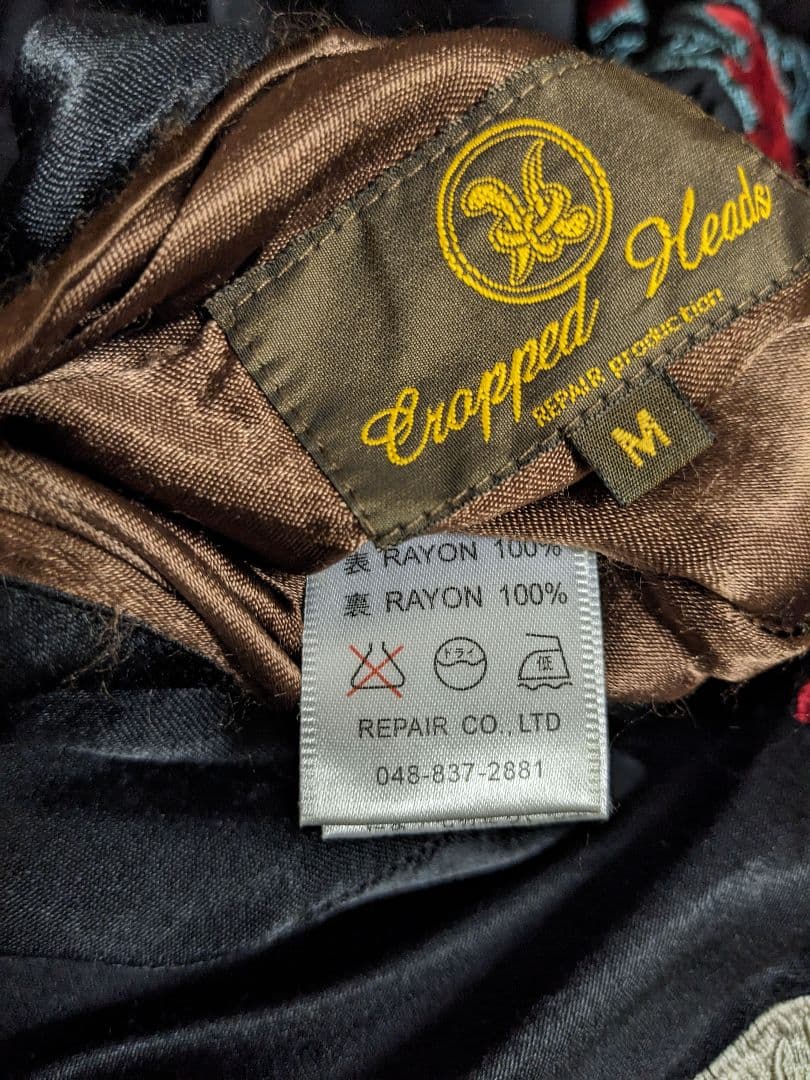 Cropped Heads
REPAIR production
M
表 RAYON 100%
裏 RAYON 100%
ドライ
低
REPAIR CO.,LTD
048-837-2881